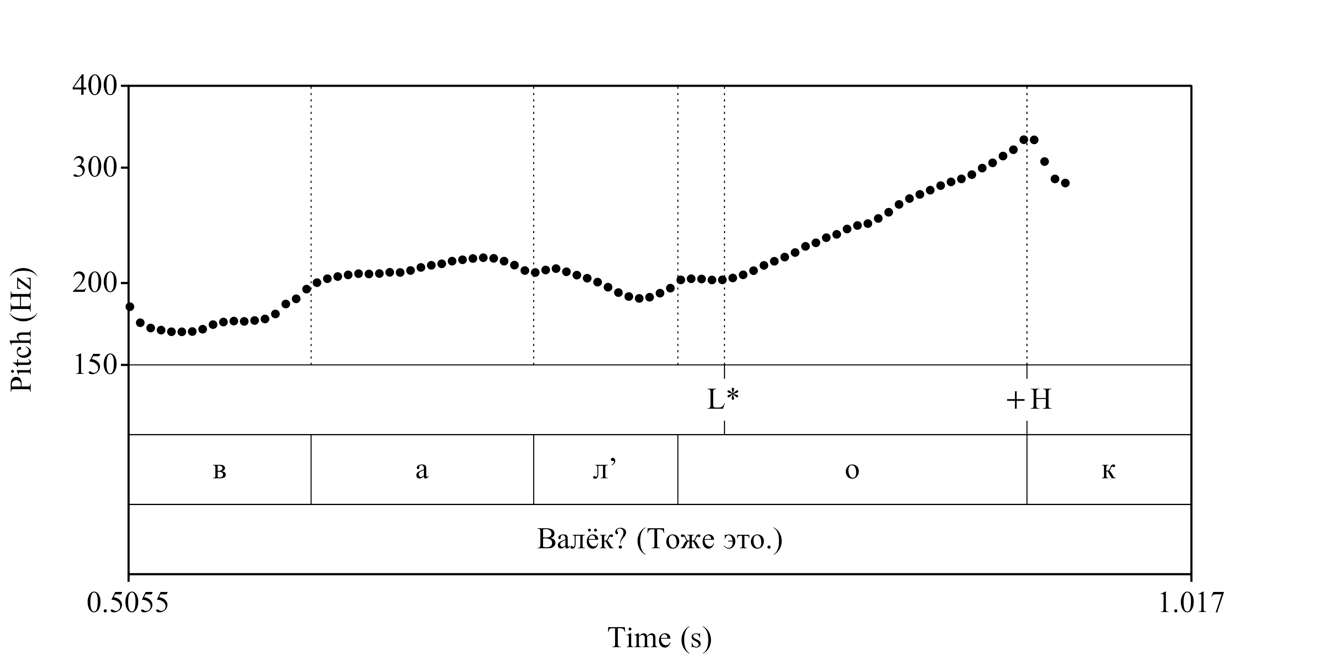 400
300
200
150
Pitch (Hz)
L* +H
в а л’ о к
Валёк? (Тоже это.)
0.5055 1.017
Time (s)